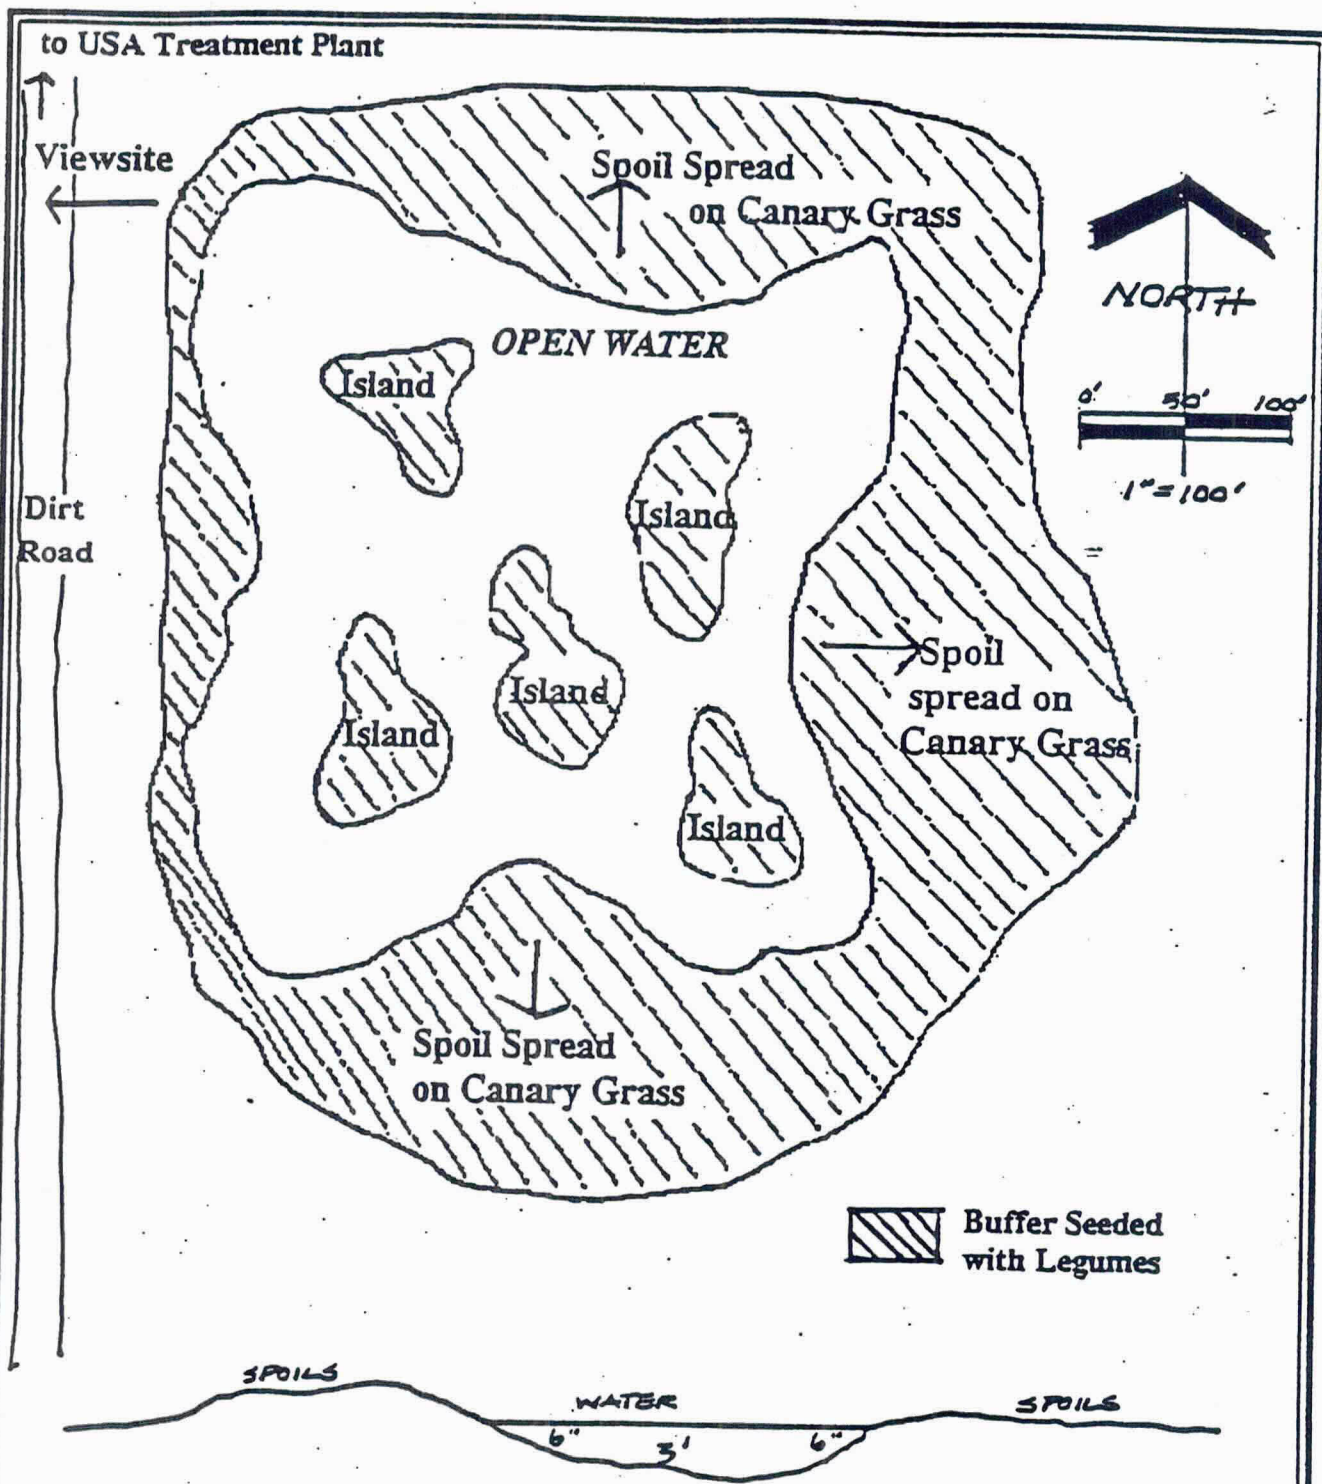 to USA Treatment Plant
Viewsite
Spoil Spread
on Canary Grass
NORTH
OPEN WATER
Island
0' 50' 100'
1"=100'
Island
Dirt
Road
Island
Island
Spoil
spread on
Canary Grass
Island
Spoil Spread
on Canary Grass
Buffer Seeded
with Legumes
SPOILS
WATER
SPOILS
6" 3' 6"